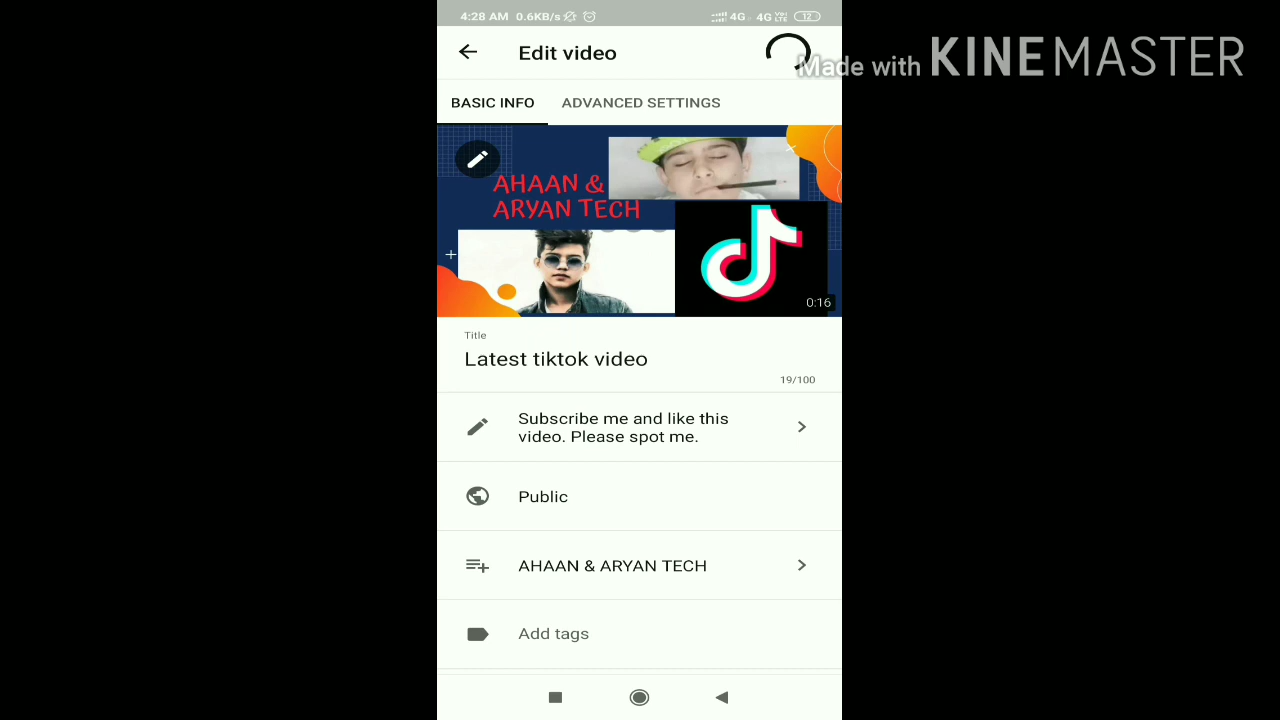 4:28 AM 0.6KB/s 4G 4G 12
Made with KINEMASTER
Edit video
BASIC INFO ADVANCED SETTINGS
AHAAN &
ARYAN TECH
0:16
Title
Latest tiktok video
19/100
Subscribe me and like this
video. Please spot me.
Public
AHAAN & ARYAN TECH
Add tags